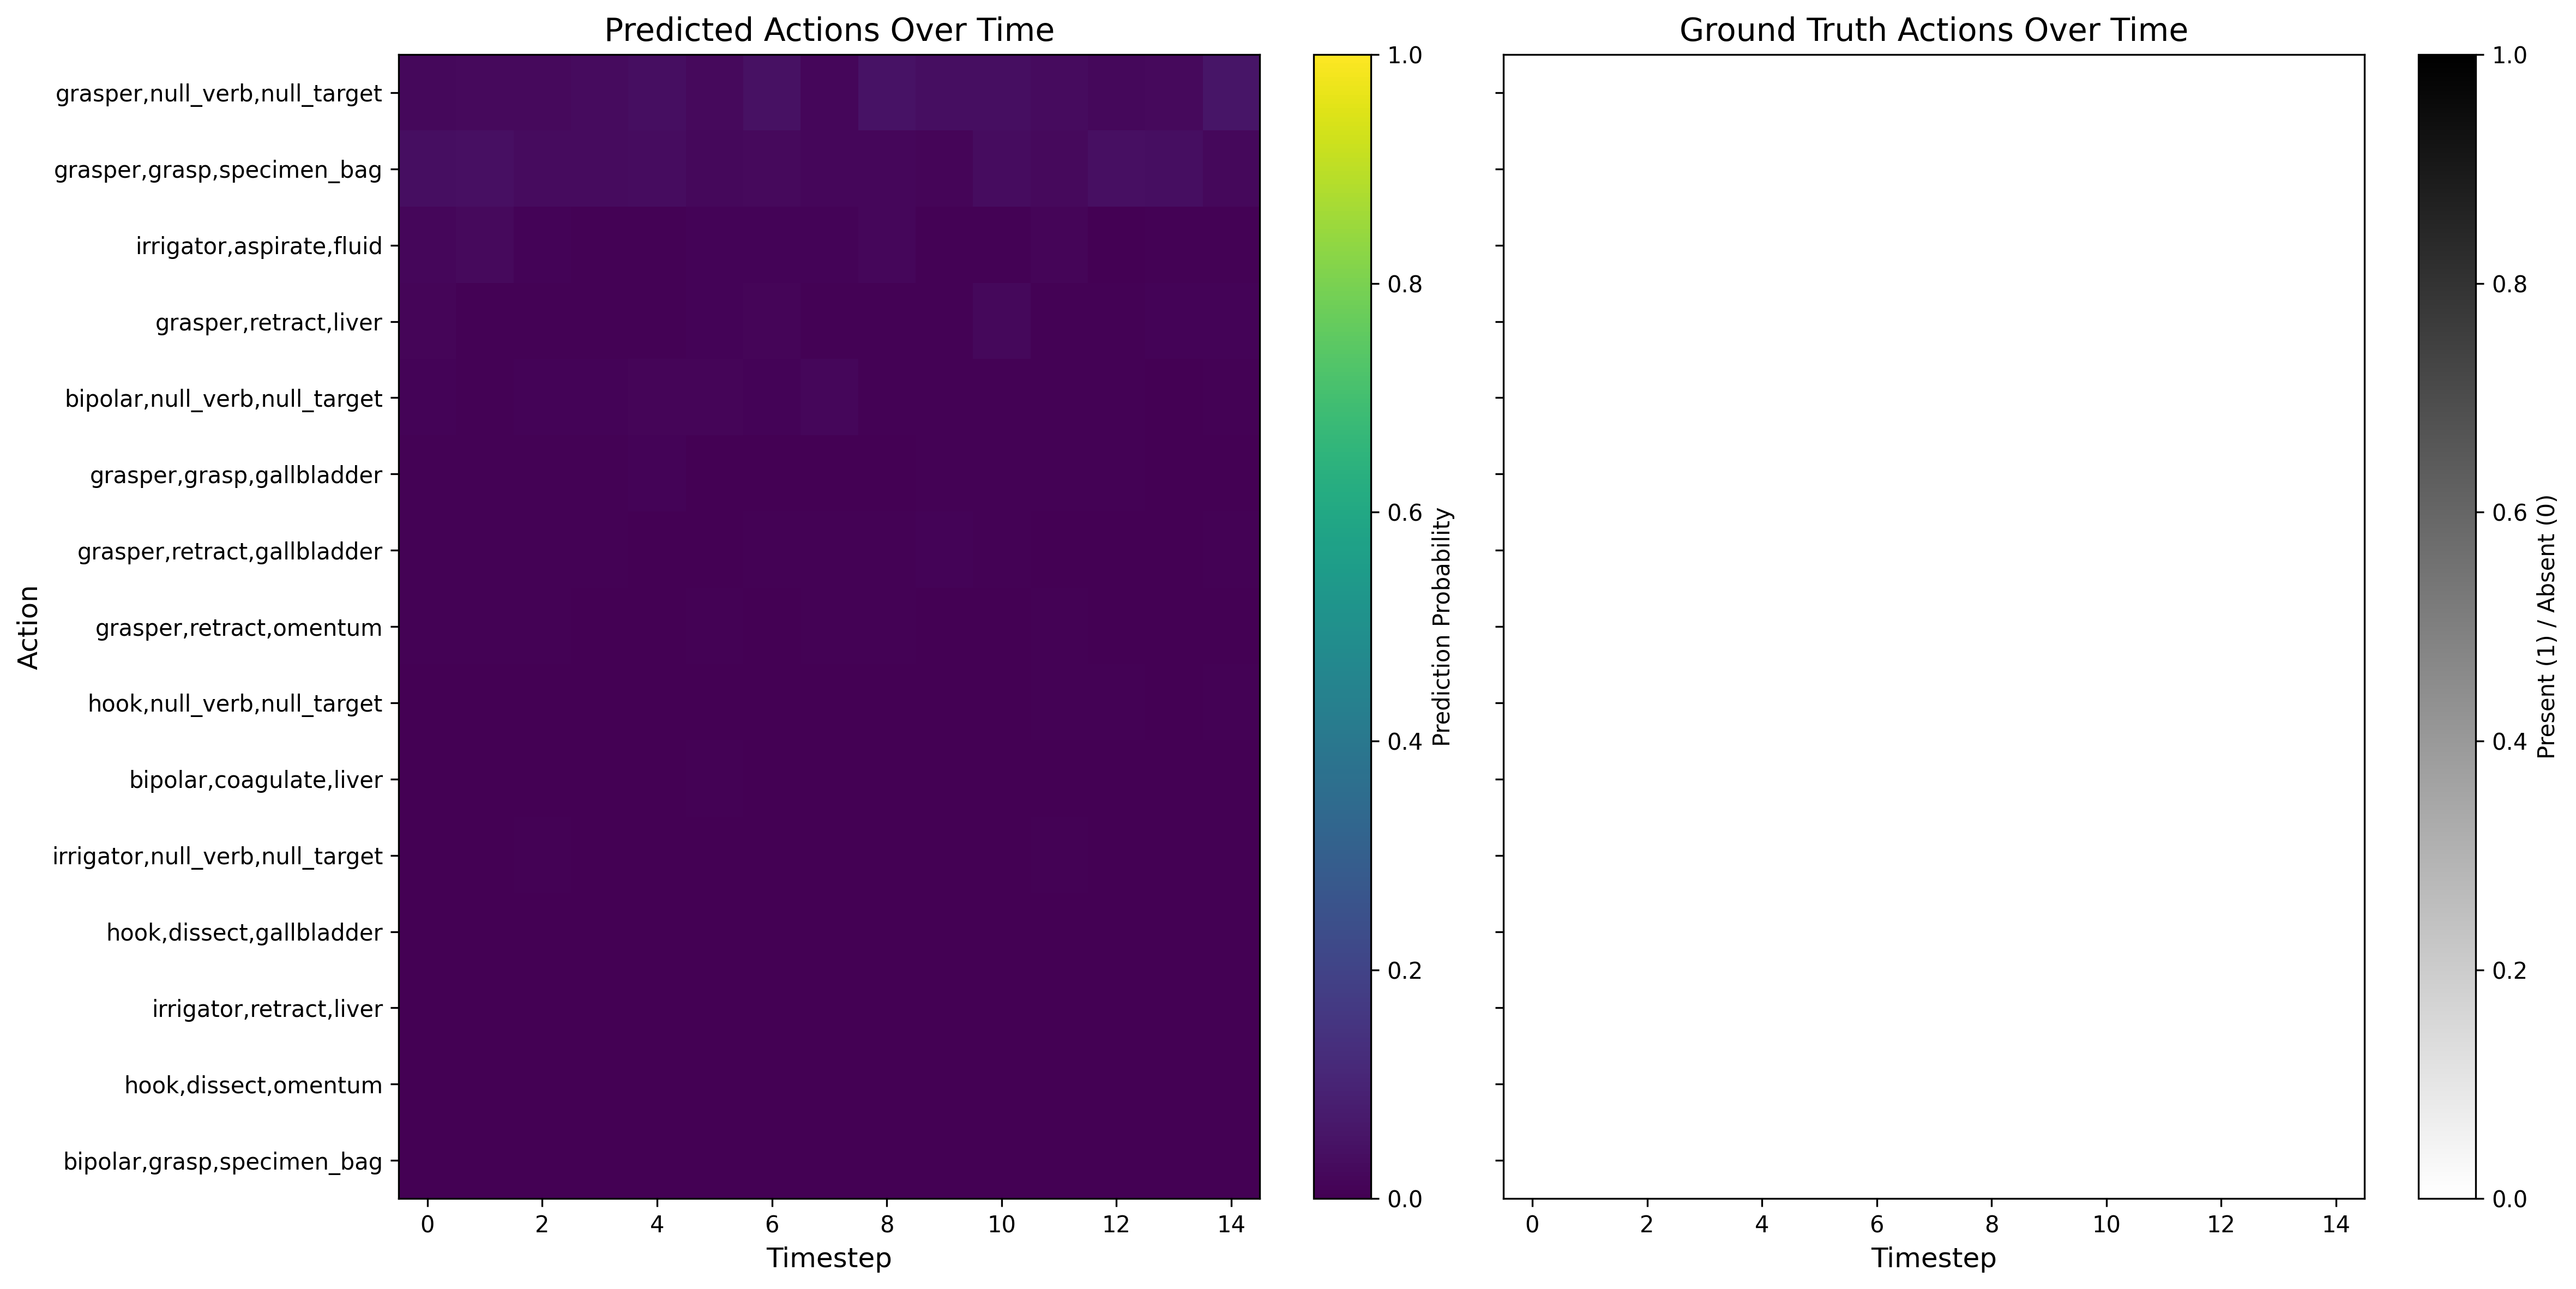 Predicted Actions Over Time
Action
grasper,null_verb,null_target
grasper,grasp,specimen_bag
irrigator,aspirate,fluid
grasper,retract,liver
bipolar,null_verb,null_target
grasper,grasp,gallbladder
grasper,retract,gallbladder
grasper,retract,omentum
hook,null_verb,null_target
bipolar,coagulate,liver
irrigator,null_verb,null_target
hook,dissect,gallbladder
irrigator,retract,liver
hook,dissect,omentum
bipolar,grasp,specimen_bag
0 2 4 6 8 10 12 14
Timestep
1.0
0.8
0.6
0.4
0.2
0.0
Prediction Probability
Ground Truth Actions Over Time
0 2 4 6 8 10 12 14
Timestep
1.0
0.8
0.6
0.4
0.2
0.0
Present (1) / Absent (0)